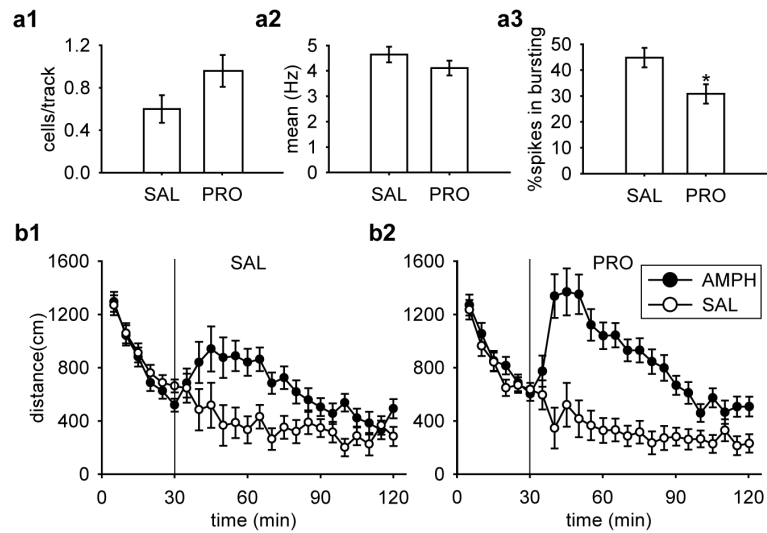 a1
a2
a3
cells/track
1.2
0.8
0.4
0.0
SAL PRO
mean (Hz)
5
4
3
2
1
0
SAL PRO
%spikes in bursting
50
40
30
20
10
0
*
SAL PRO
b1
SAL
distance(cm)
1600
1200
800
400
0
0 30 60 90 120
time (min)
b2
PRO
AMPH
SAL
1600
1200
800
400
0
0 30 60 90 120
time (min)